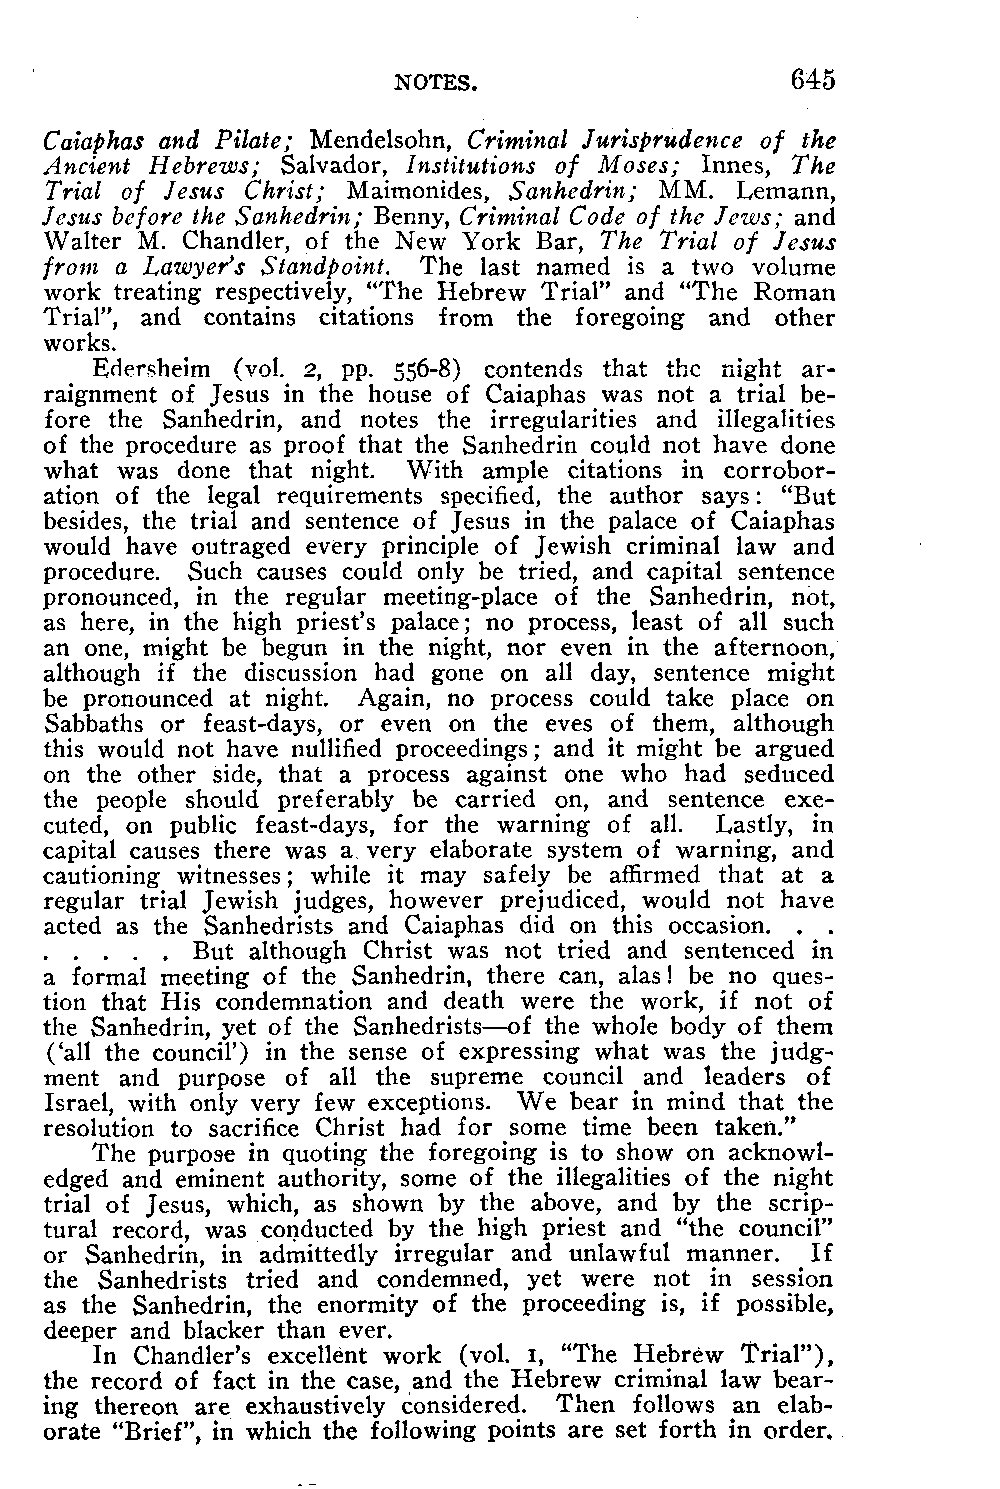 NOTES. 645
Caiaphas and Pilate; Mendelsohn, Criminal Jurisprudence of the
Ancient Hebrews; Salvador, Institutions of Moses; Innes, The
Trial of Jesus Christ; Maimonides, Sanhedrin; MM. Lemann,
Jesus before the Sanhedrin; Benny, Criminal Code of the Jews; and
Walter M. Chandler, of the New York Bar, The Trial of Jesus
from a Lawyer's Standpoint. The last named is a two volume
work treating respectively, “The Hebrew Trial” and “The Roman
Trial”, and contains citations from the foregoing and other
works.
Edersheim (vol. 2, pp. 556-8) contends that the night ar-
raignment of Jesus in the house of Caiaphas was not a trial be-
fore the Sanhedrin, and notes the irregularities and illegalities
of the procedure as proof that the Sanhedrin could not have done
what was done that night. With ample citations in corrobor-
ation of the legal requirements specified, the author says: “But
besides, the trial and sentence of Jesus in the palace of Caiaphas
would have outraged every principle of Jewish criminal law and
procedure. Such causes could only be tried, and capital sentence
pronounced, in the regular meeting-place of the Sanhedrin, not,
as here, in the high priest's palace; no process, least of all such
an one, might be begun in the night, nor even in the afternoon,
although if the discussion had gone on all day, sentence might
be pronounced at night. Again, no process could take place on
Sabbaths or feast-days, or even on the eves of them, although
this would not have nullified proceedings; and it might be argued
on the other side, that a process against one who had seduced
the people should preferably be carried on, and sentence exe-
cuted, on public feast-days, for the warning of all. Lastly, in
capital causes there was a very elaborate system of warning, and
cautioning witnesses; while it may safely be affirmed that at a
regular trial Jewish judges, however prejudiced, would not have
acted as the Sanhedrists and Caiaphas did on this occasion. . .
. . . . . But although Christ was not tried and sentenced in
a formal meeting of the Sanhedrin, there can, alas! be no ques-
tion that His condemnation and death were the work, if not of
the Sanhedrin, yet of the Sanhedrists—of the whole body of them
(‘all the council’) in the sense of expressing what was the judg-
ment and purpose of all the supreme council and leaders of
Israel, with only very few exceptions. We bear in mind that the
resolution to sacrifice Christ had for some time been taken.”
The purpose in quoting the foregoing is to show on acknowl-
edged and eminent authority, some of the illegalities of the night
trial of Jesus, which, as shown by the above, and by the scrip-
tural record, was conducted by the high priest and “the council”
or Sanhedrin, in admittedly irregular and unlawful manner. If
the Sanhedrists tried and condemned, yet were not in session
as the Sanhedrin, the enormity of the proceeding is, if possible,
deeper and blacker than ever.
In Chandler's excellent work (vol. 1, “The Hebrew Trial”),
the record of fact in the case, and the Hebrew criminal law bear-
ing thereon are exhaustively considered. Then follows an elab-
orate “Brief”, in which the following points are set forth in order.